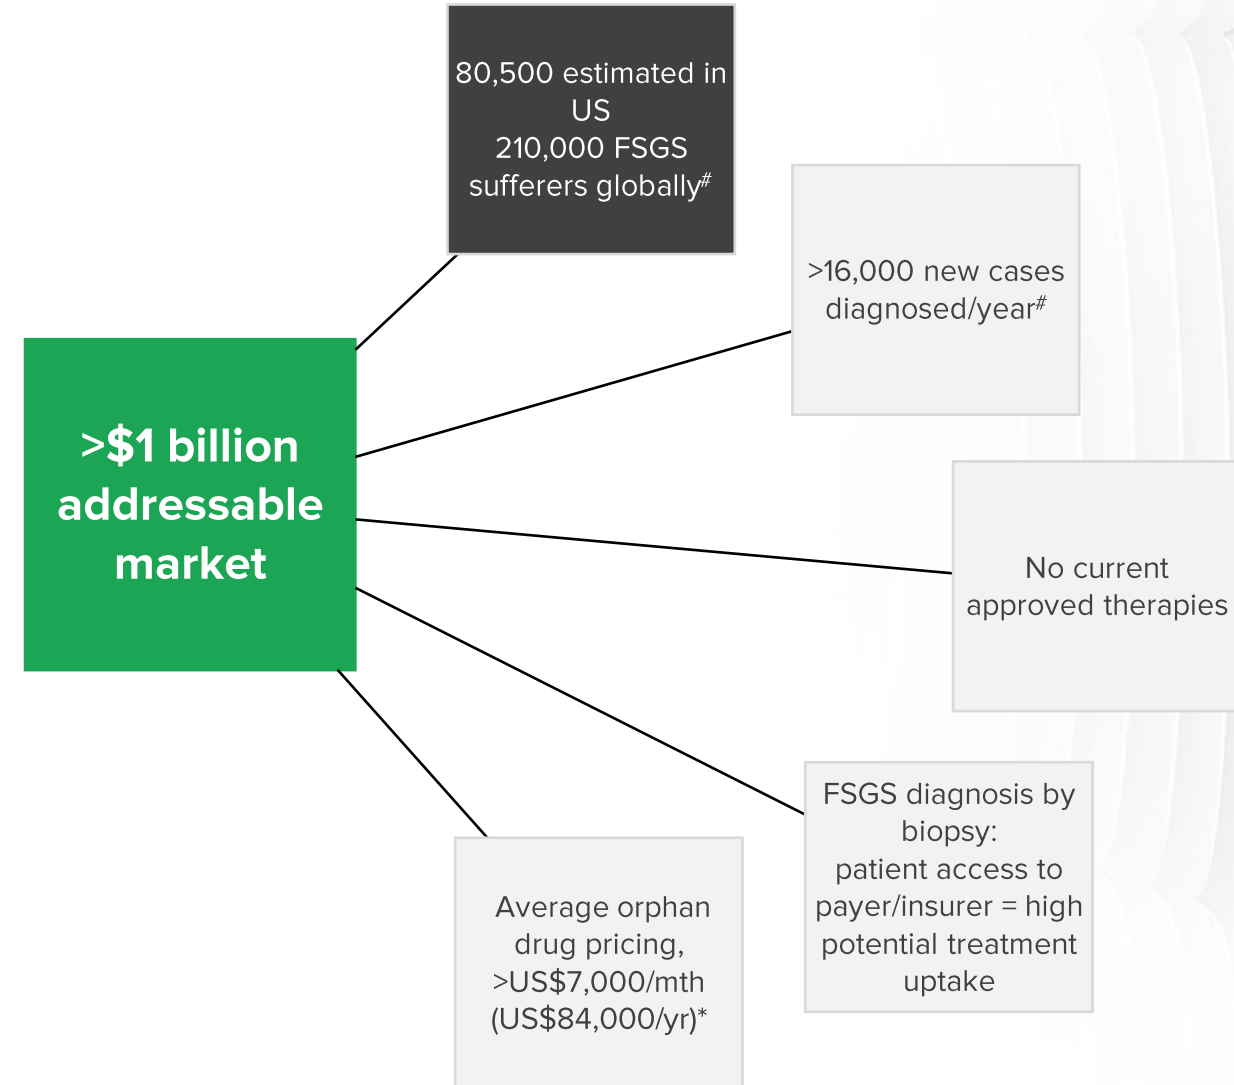 80,500 estimated in
US
210,000 FSGS
sufferers globally#
>16,000 new cases
diagnosed/year#
>$1 billion
addressable
market
No current
approved therapies
FSGS diagnosis by
biopsy:
patient access to
payer/insurer = high
potential treatment
uptake
Average orphan
drug pricing,
>US$7,000/mth
(US$84,000/yr)*